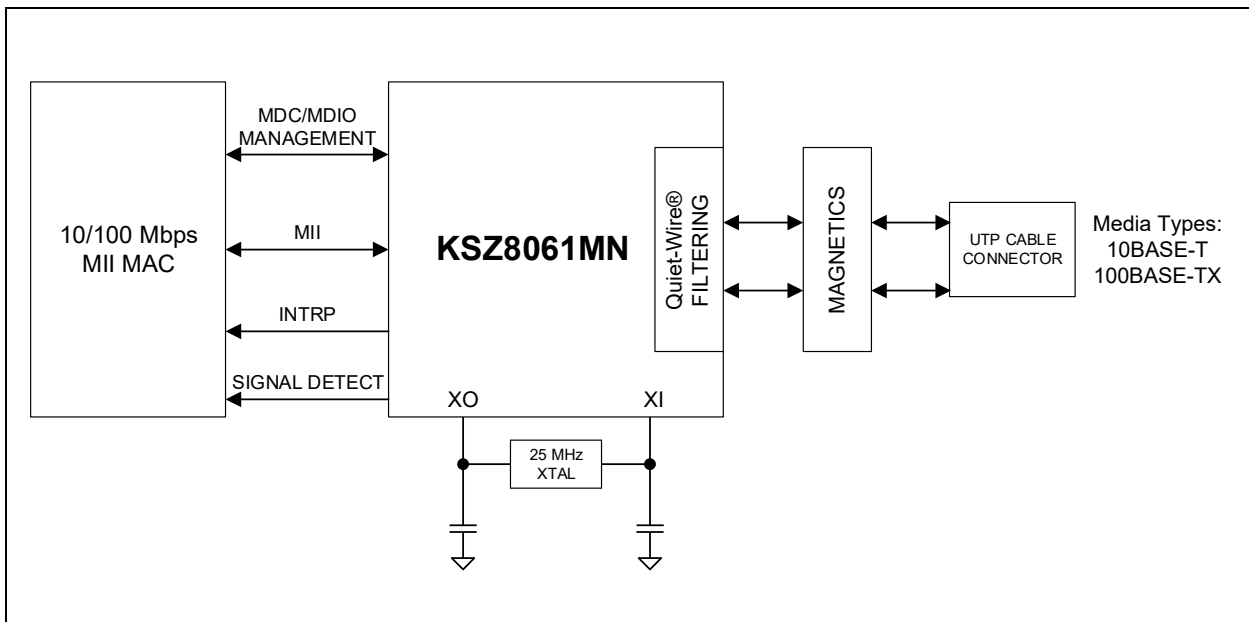 MDC/MDIO
MANAGEMENT
10/100 Mbps
MII MAC
MII
INTRP
SIGNAL DETECT
KSZ8061MN
XO
XI
Quiet-Wire®
FILTERING
MAGNETICS
UTP CABLE
CONNECTOR
Media Types:
10BASE-T
100BASE-TX
25 MHz
XTAL